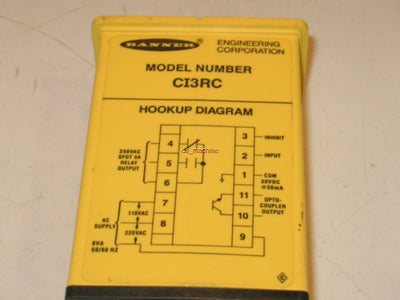 BANNER
ENGINEERING
CORPORATION
MODEL NUMBER
CI3RC
HOOKUP DIAGRAM
250VAC
SPDT 5A
RELAY
OUTPUT
4
5
6
ds_machino
3
INHIBIT
2
INPUT
1
COM
30VDC
@50mA
11
OPTO-
COUPLER
OUTPUT
10
9
AC
SUPPLY
110VAC
220VAC
7
8
8VA
50/60 HZ
C